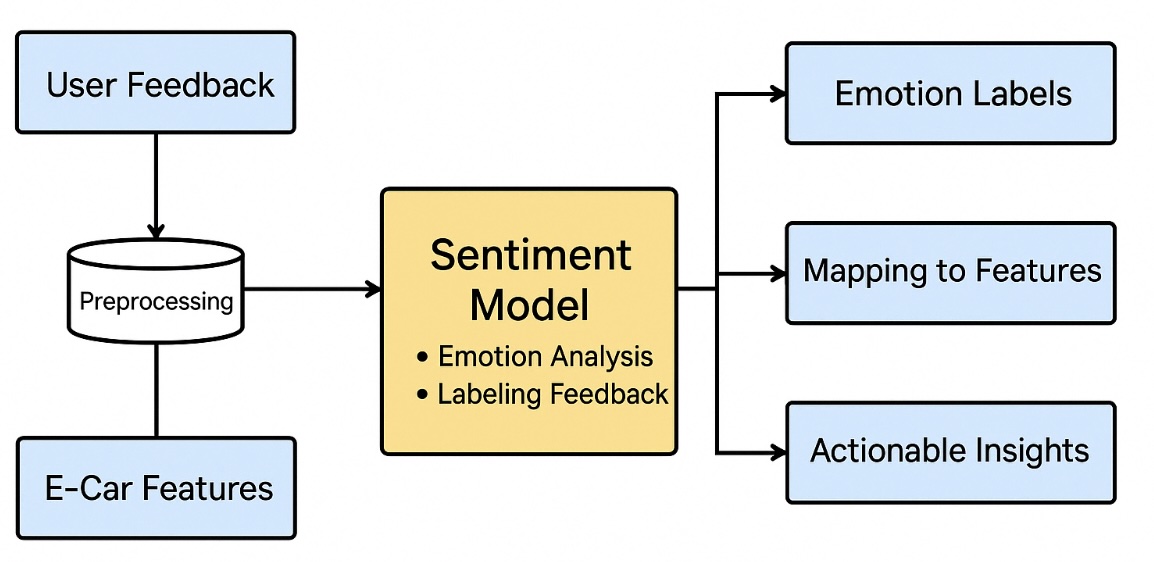 User Feedback
Preprocessing
E-Car Features
Sentiment
Model
• Emotion Analysis
• Labeling Feedback
Emotion Labels
Mapping to Features
Actionable Insights